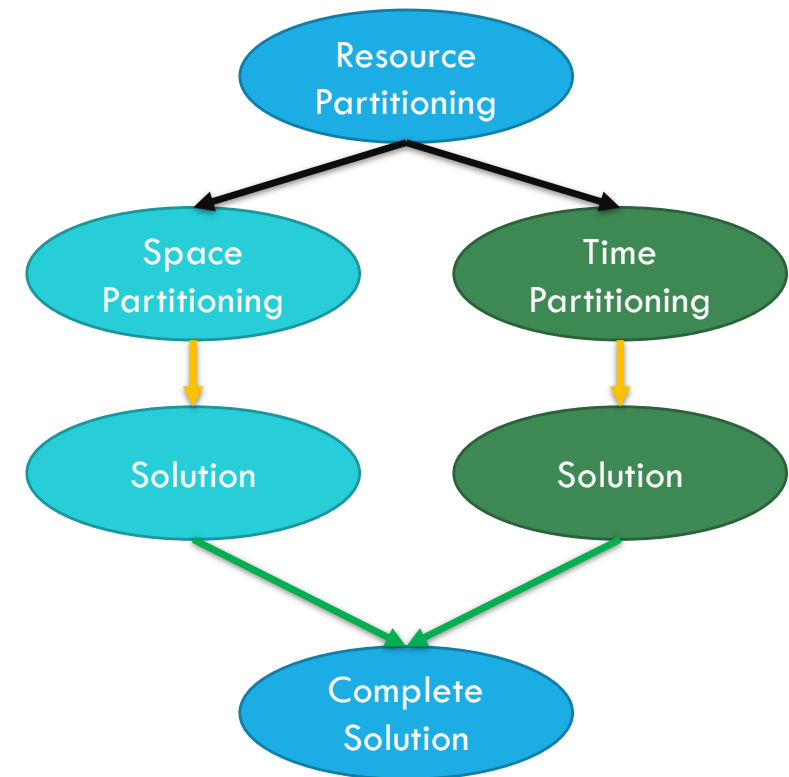 Resource
Partitioning
Space
Partitioning
Time
Partitioning
Solution
Solution
Complete
Solution